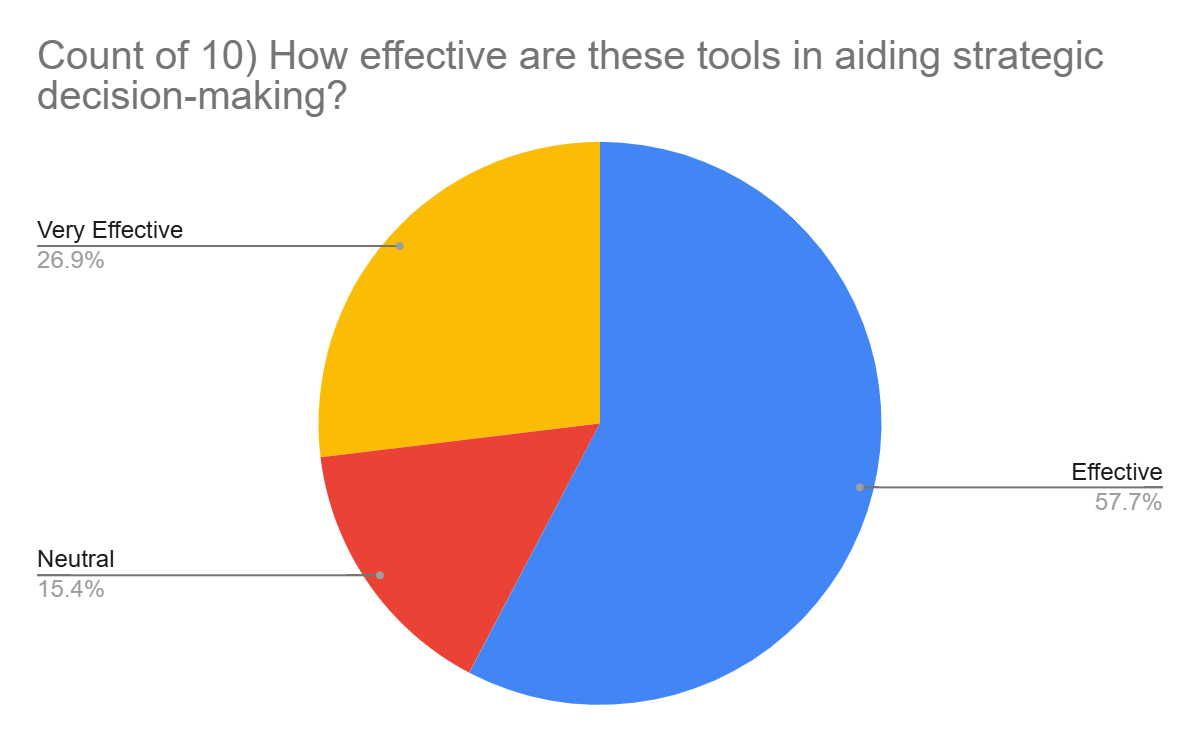 Count of 10) How effective are these tools in aiding strategic
decision-making?
Very Effective
26.9%
Effective
57.7%
Neutral
15.4%